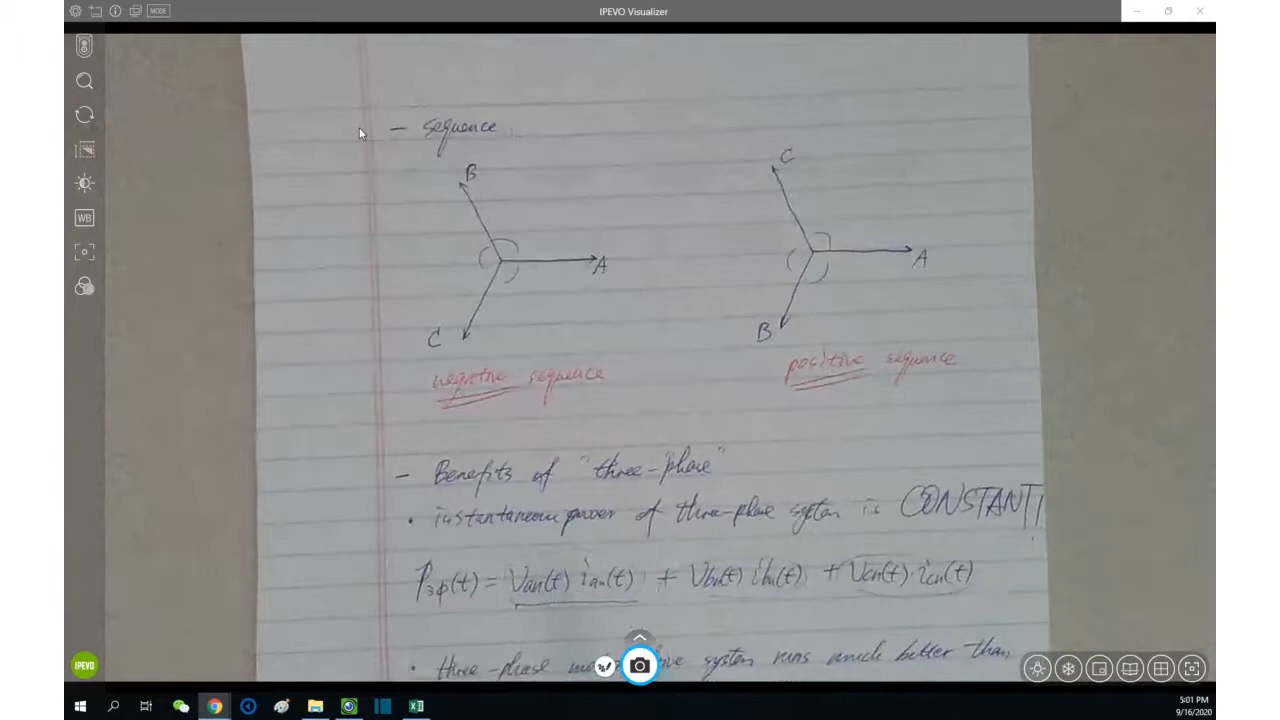 IPEVO Visualizer
MODE
WB
- sequence
B
A
C
negative sequence
C
A
B
positive sequence
- Benefits of "three-phase"
• instantaneous power of three-phase system is CONSTANT!
P3φ(t) = Van(t) ian(t) + Vbn(t) ibn(t) + Vcn(t)·icn(t)
• three-phase system runs much better than
IPEVO
5:01 PM
9/16/2020